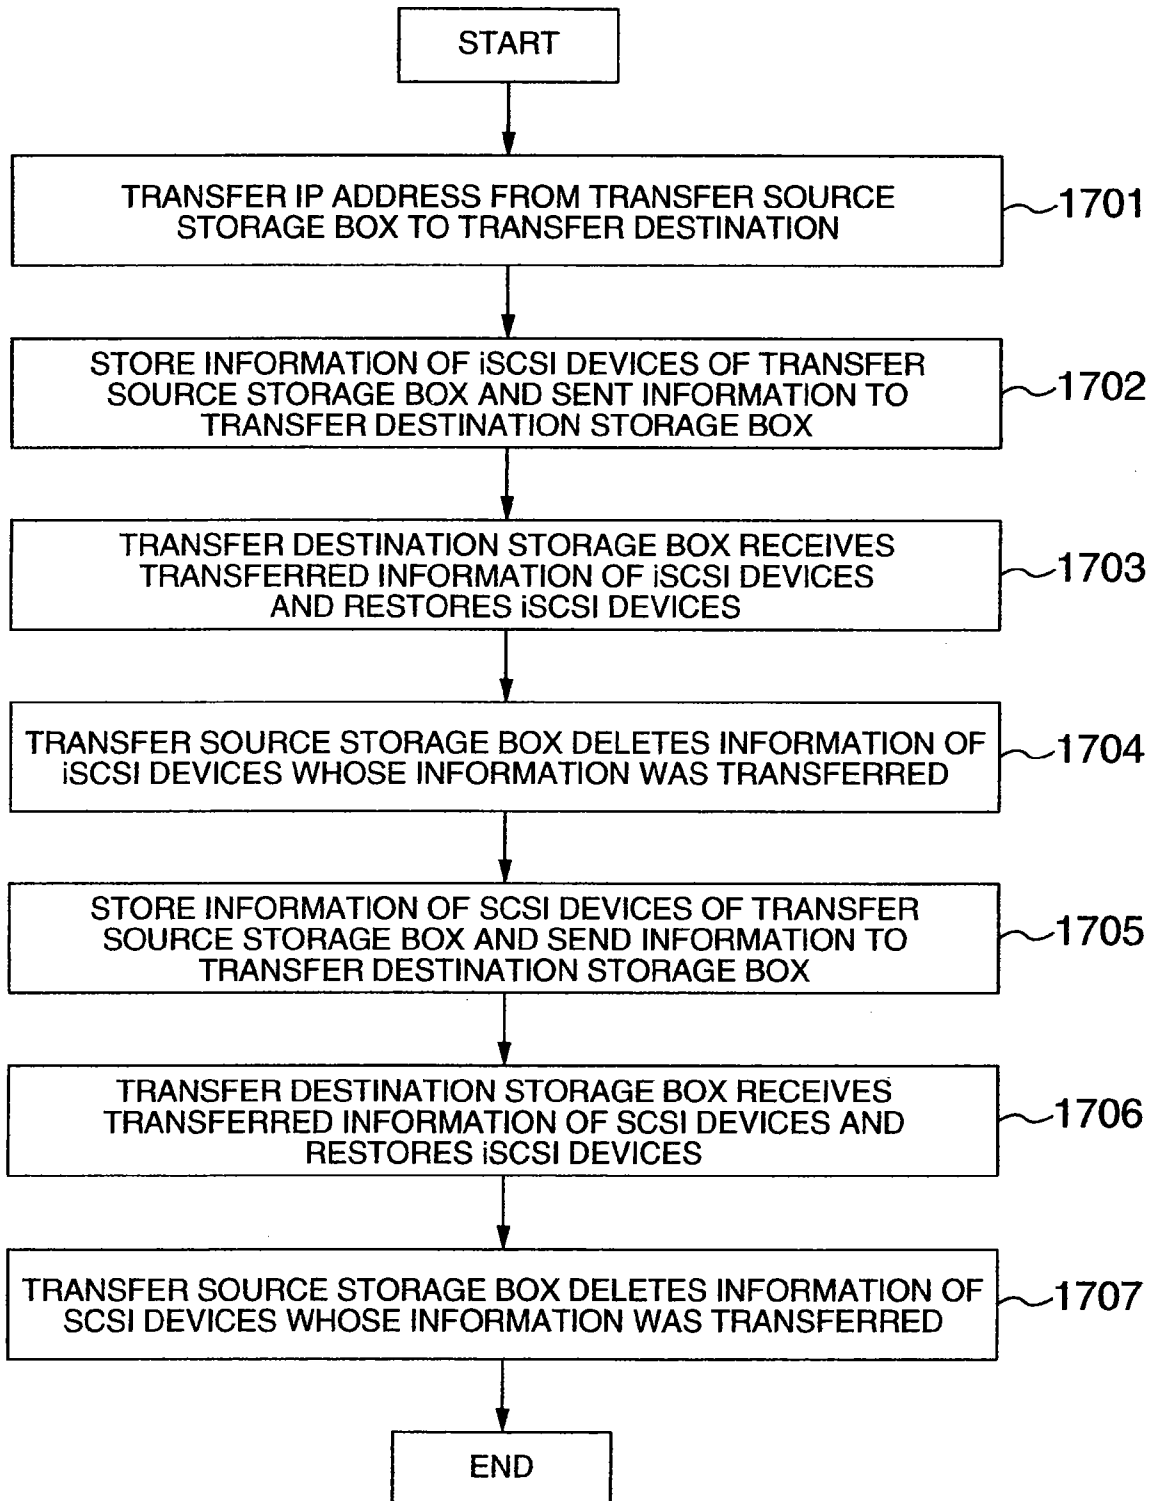 START
TRANSFER IP ADDRESS FROM TRANSFER SOURCE
STORAGE BOX TO TRANSFER DESTINATION
1701
STORE INFORMATION OF iSCSI DEVICES OF TRANSFER
SOURCE STORAGE BOX AND SENT INFORMATION TO
TRANSFER DESTINATION STORAGE BOX
1702
TRANSFER DESTINATION STORAGE BOX RECEIVES
TRANSFERRED INFORMATION OF iSCSI DEVICES
AND RESTORES iSCSI DEVICES
1703
TRANSFER SOURCE STORAGE BOX DELETES INFORMATION OF
iSCSI DEVICES WHOSE INFORMATION WAS TRANSFERRED
1704
STORE INFORMATION OF SCSI DEVICES OF TRANSFER
SOURCE STORAGE BOX AND SEND INFORMATION TO
TRANSFER DESTINATION STORAGE BOX
1705
TRANSFER DESTINATION STORAGE BOX RECEIVES
TRANSFERRED INFORMATION OF SCSI DEVICES AND
RESTORES iSCSI DEVICES
1706
TRANSFER SOURCE STORAGE BOX DELETES INFORMATION OF
SCSI DEVICES WHOSE INFORMATION WAS TRANSFERRED
1707
END